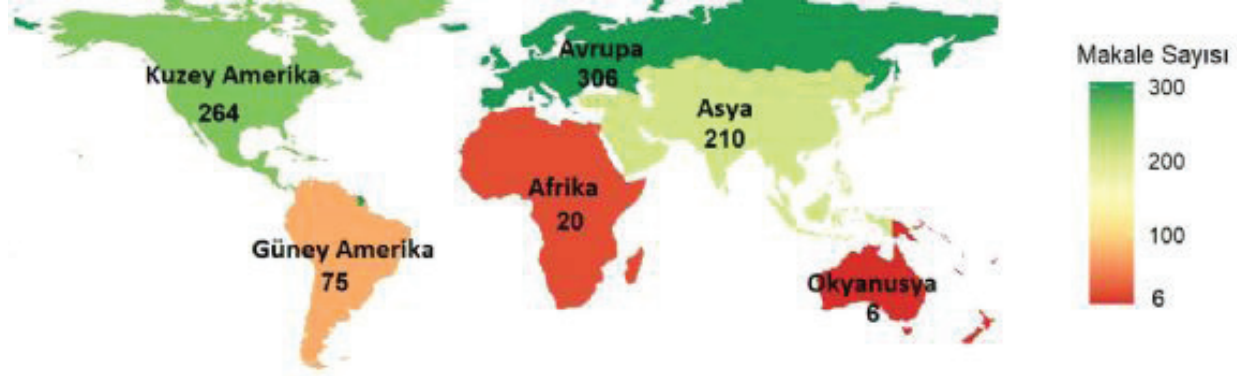 Kuzey Amerika
264
Avrupa
306
Asya
210
Afrika
20
Güney Amerika
75
Okyanusya
6
Makale Sayısı
300
200
100
6